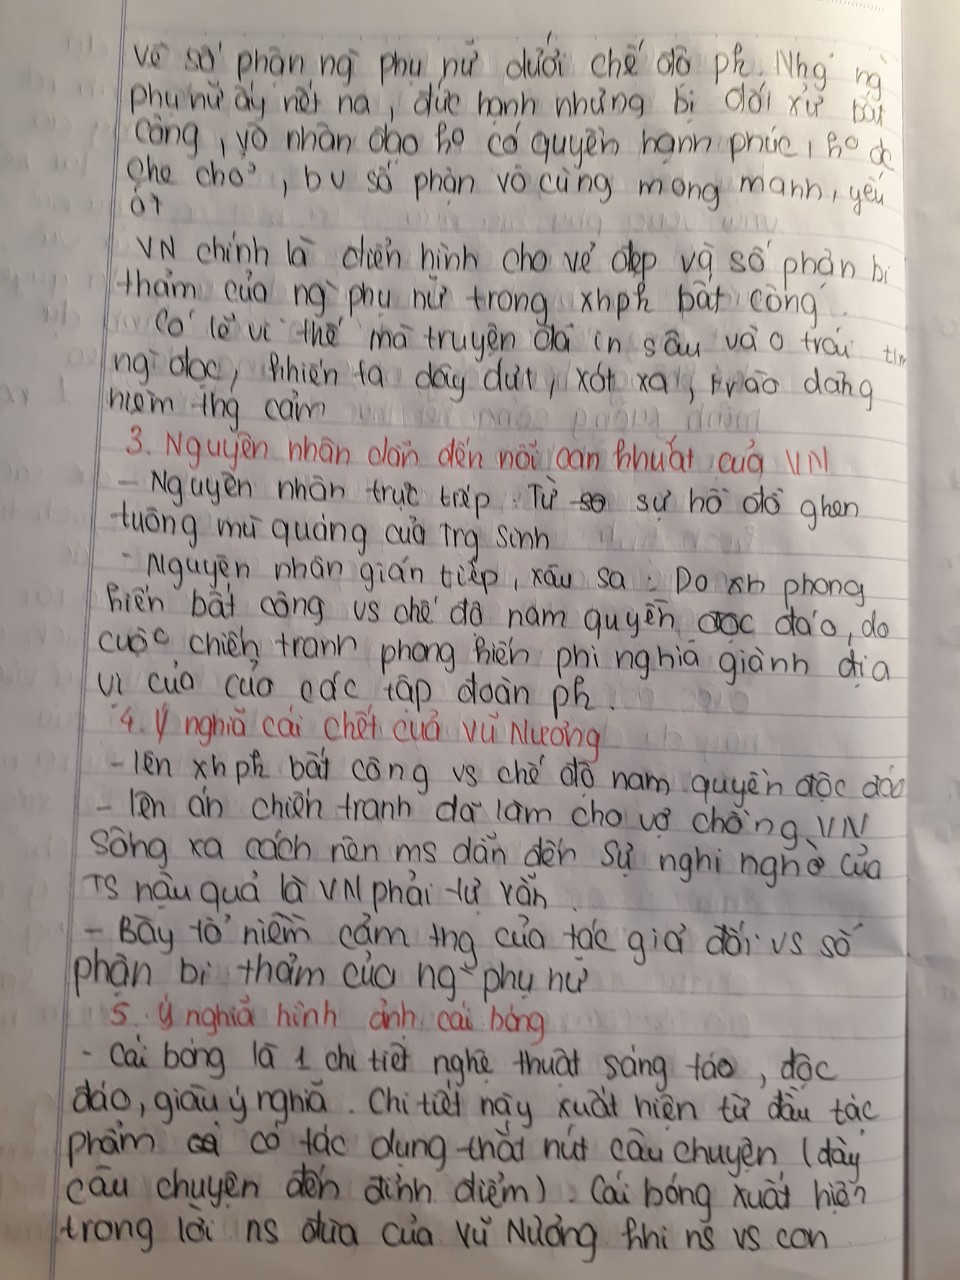 về số phận ng` phụ nữ dưới chế độ pk. Nhg~ ng`
phụ nữ ấy nết na, đức hạnh nhưng bị đối xử bất
công, vô nhân đạo ko có quyền hạnh phúc, ko đc
che chở, bv số phận vô cùng mong manh, yếu
ớt
VN chính là điển hình cho vẻ đẹp và số phận bi
thảm của ng` phụ nữ trong xhpk bất công.
Có lẽ vì thế mà truyện đã in sâu vào trái tim
ng` đọc, khiến ta dây dứt, xót xa, trào dâng
niềm thg cảm
3. Nguyên nhân dẫn đến nỗi oan khuất của VN
- Nguyên nhân trực tiếp : Từ sự hồ đồ ghen
tuông mù quáng của Trg Sinh
- Nguyên nhân gián tiếp, xâu sa : Do xh phong
kiến bất công vs chế độ nam quyền độc đáo, do
cuộc chiến tranh phong kiến phi nghĩa giành địa
vị của của các tập đoàn pk.
4. Ý nghĩa cái chết của Vũ Nương
- lên xhpk bất công vs chế độ nam quyền độc đáo
- lên án chiến tranh đã làm cho vợ chồng VN
sống xa cách nên ms dẫn đến sự nghi ngờ của
TS hậu quả là VN phải tự vẫn.
- Bày tỏ niềm cảm thg của tác giả đối vs số
phận bi thảm của ng` phụ nữ
5. Ý nghĩa hình ảnh cái bóng
- Cái bóng là 1 chi tiết nghệ thuật sáng táo, độc
đáo, giàu ý nghĩa. Chi tiết này xuất hiện từ đầu tác
phẩm có tác dụng thắt nút câu chuyện (đẩy
câu chuyện đến đỉnh điểm). Cái bóng xuất hiện
trong lời ns đùa của Vũ Nương khi ns vs con